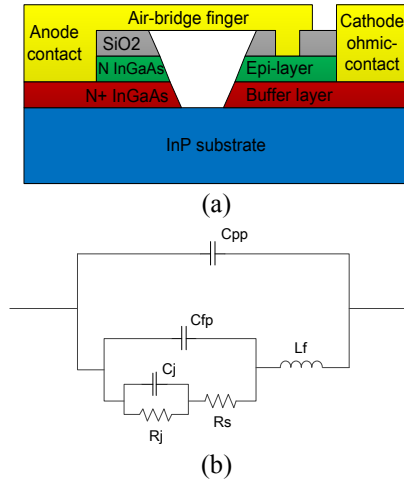 Air-bridge finger
Anode
contact
Cathode
ohmic-
contact
SiO2
N InGaAs
Epi-layer
N+ InGaAs
Buffer layer
InP substrate
(a)
Cpp
Cfp
Cj
Lf
Rj
Rs
(b)